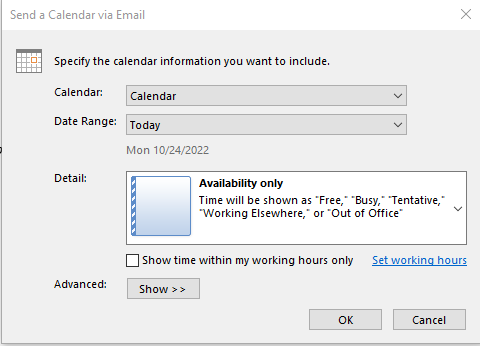 Send a Calendar via Email
Specify the calendar information you want to include.
Calendar: Calendar
Date Range: Today
Mon 10/24/2022
Detail: Availability only
Time will be shown as "Free," "Busy," "Tentative,"
"Working Elsewhere," or "Out of Office"
Show time within my working hours only Set working hours
Advanced: Show >>
OK Cancel